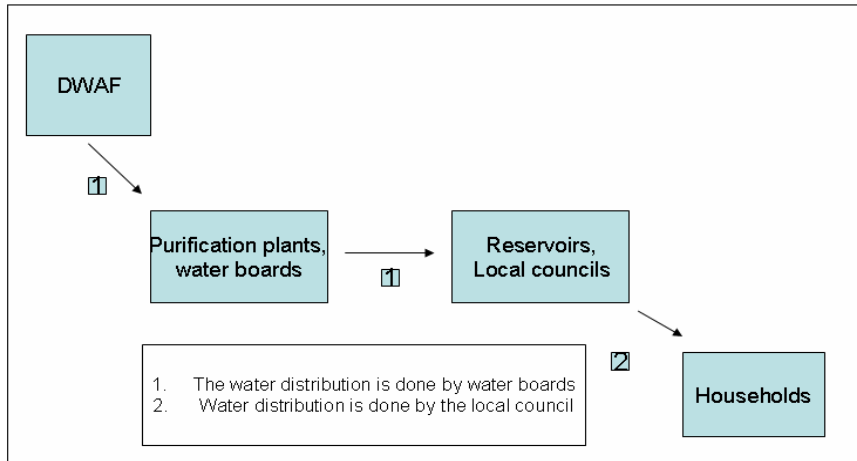 DWAF
1
Purification plants,
water boards
1
Reservoirs,
Local councils
2
Households
1. The water distribution is done by water boards
2. Water distribution is done by the local council